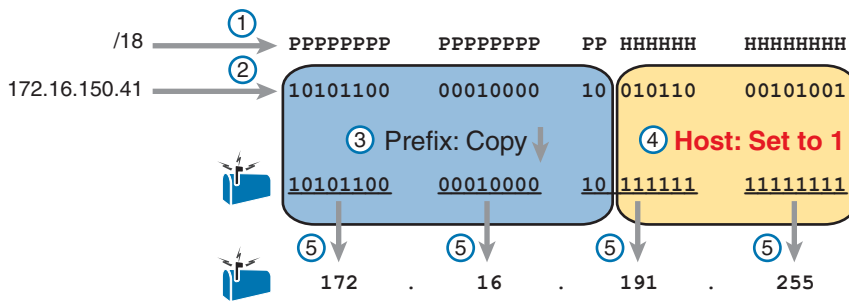 /18 ① PPPPPPPP PPPPPPPP PP HHHHHH HHHHHHHH
172.16.150.41 ② 10101100 00010000 10 010110 00101001
③ Prefix: Copy ④ Host: Set to 1
10101100 00010000 10 111111 11111111
⑤ ⑤ ⑤ ⑤
172 . 16 . 191 . 255